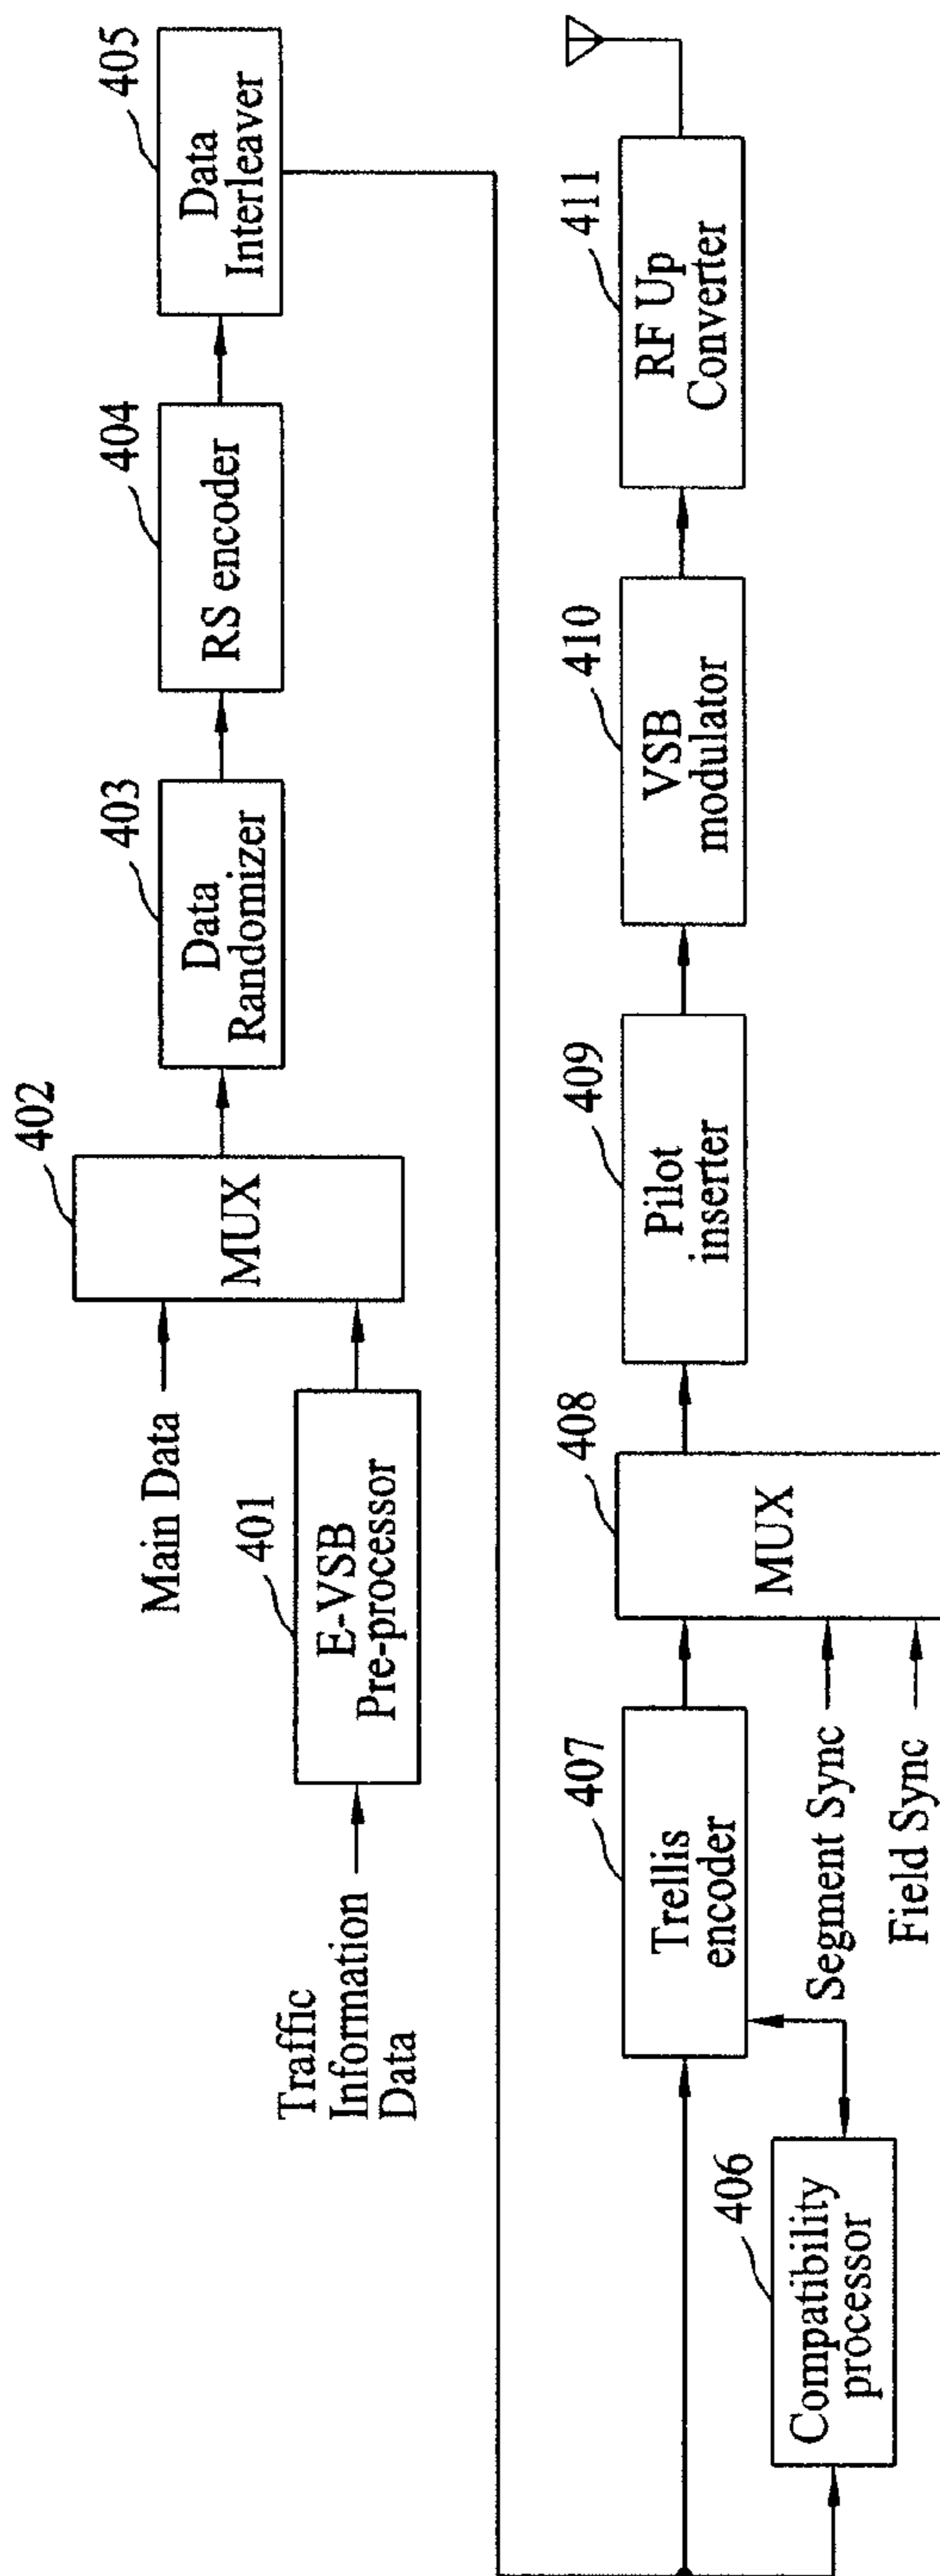 Traffic
Information
Data
401
E-VSB
Pre-processor
Main Data
402
MUX
403
Data
Randomizer
404
RS encoder
405
Data
Interleaver
406
Compatibility
processor
407
Trellis
encoder
Segment Sync
Field Sync
408
MUX
409
Pilot
inserter
410
VSB
modulator
411
RF Up
Converter